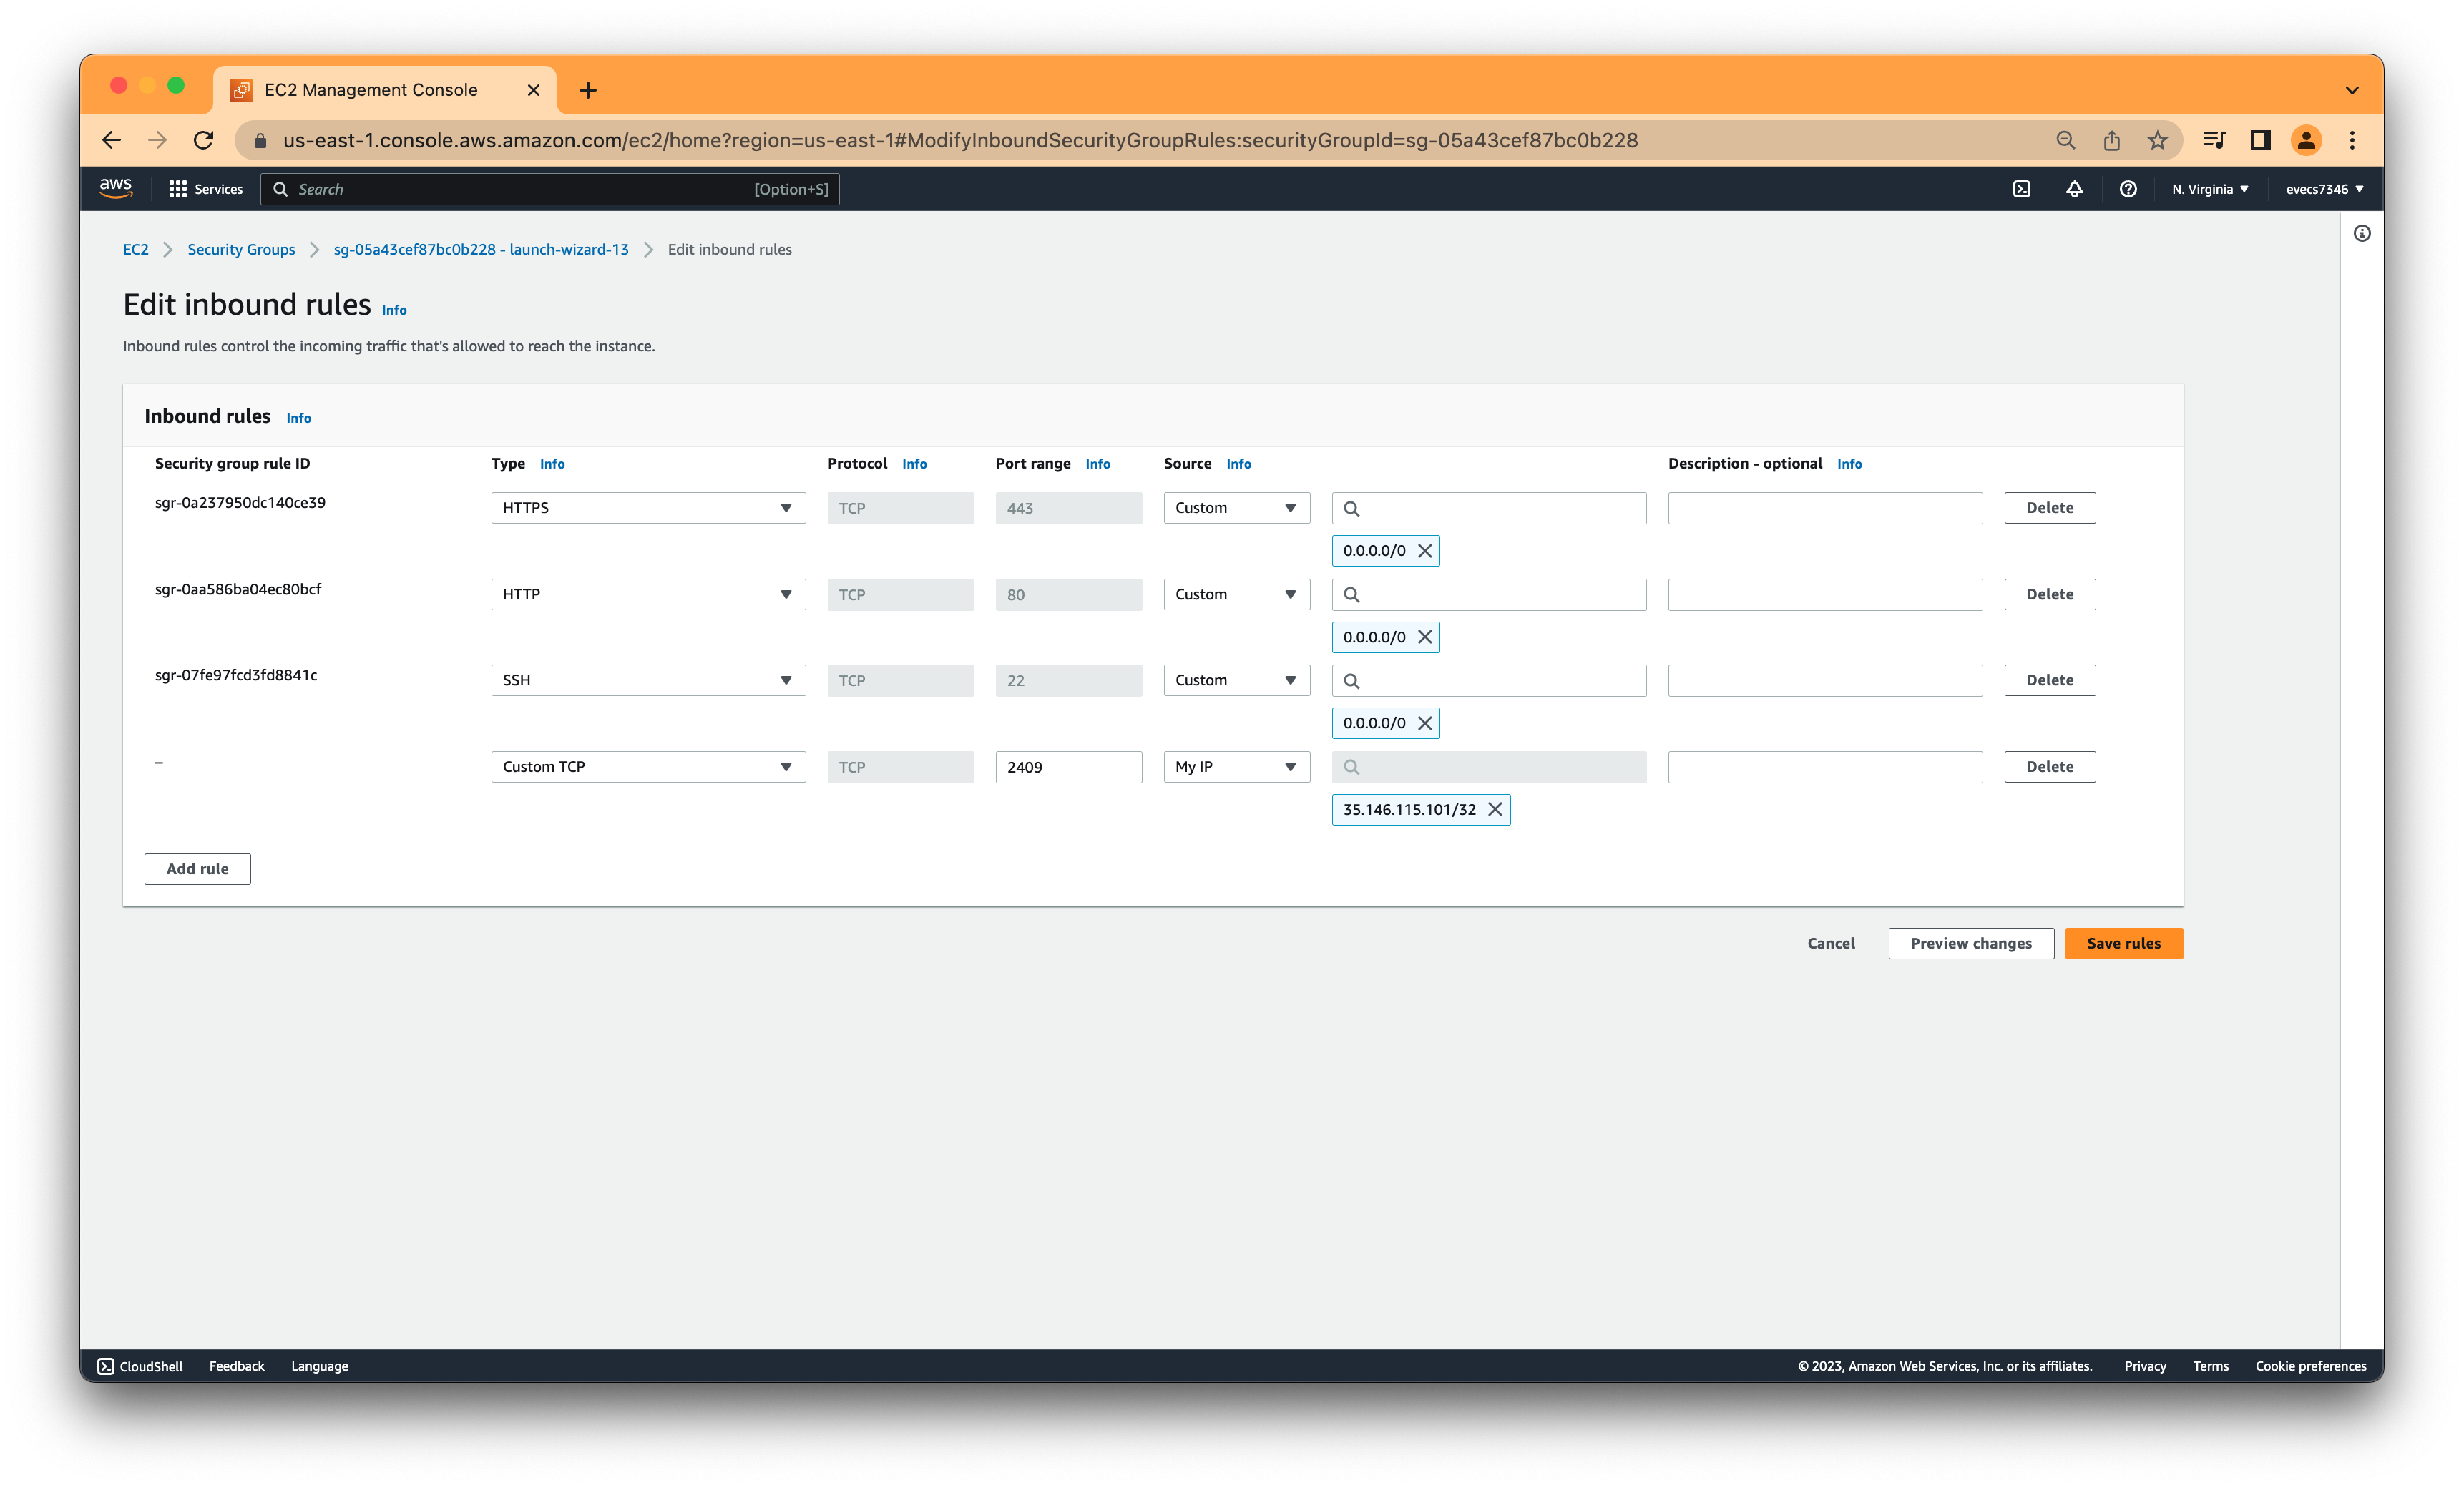 EC2 Management Console
us-east-1.console.aws.amazon.com/ec2/home?region=us-east-1#ModifyInboundSecurityGroupRules:securityGroupId=sg-05a43cef87bc0b228
aws Services Search [Option+S] N. Virginia evecs7346
EC2 Security Groups sg-05a43cef87bc0b228 - launch-wizard-13 Edit inbound rules
Edit inbound rules Info
Inbound rules control the incoming traffic that's allowed to reach the instance.
Inbound rules Info
Security group rule ID Type Info Protocol Info Port range Info Source Info Description - optional Info
sgr-0a237950dc140ce39 HTTPS TCP 443 Custom Delete
0.0.0.0/0
sgr-0aa586ba04ec80bcf HTTP TCP 80 Custom Delete
0.0.0.0/0
sgr-07fe97fcd3fd8841c SSH TCP 22 Custom Delete
0.0.0.0/0
– Custom TCP TCP 2409 My IP Delete
35.146.115.101/32
Add rule
Cancel Preview changes Save rules
CloudShell Feedback Language © 2023, Amazon Web Services, Inc. or its affiliates. Privacy Terms Cookie preferences